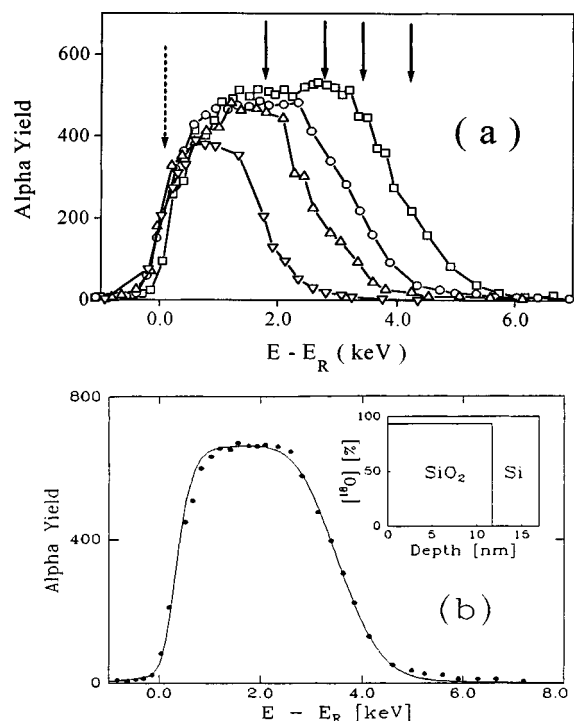 600
400
200
0
Alpha Yield
( a )
0.0 2.0 4.0 6.0
E - E_R ( keV )
800
400
0
Alpha Yield
100
50
0
[¹⁸O] [%]
SiO₂ Si
0 5 10 15
Depth [nm]
(b)
0.0 2.0 4.0 6.0 8.0
E - E_R [keV]